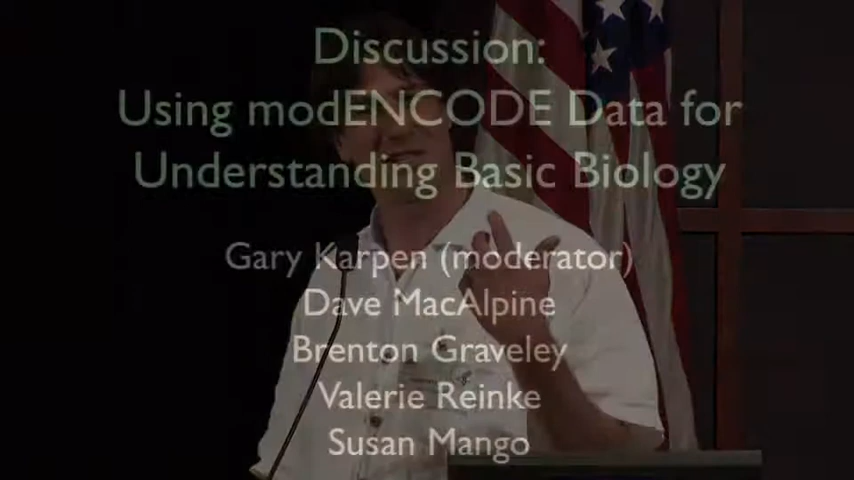 Discussion:
Using modENCODE Data for
Understanding Basic Biology
Gary Karpen (moderator)
Dave MacAlpine
Brenton Graveley
Valerie Reinke
Susan Mango